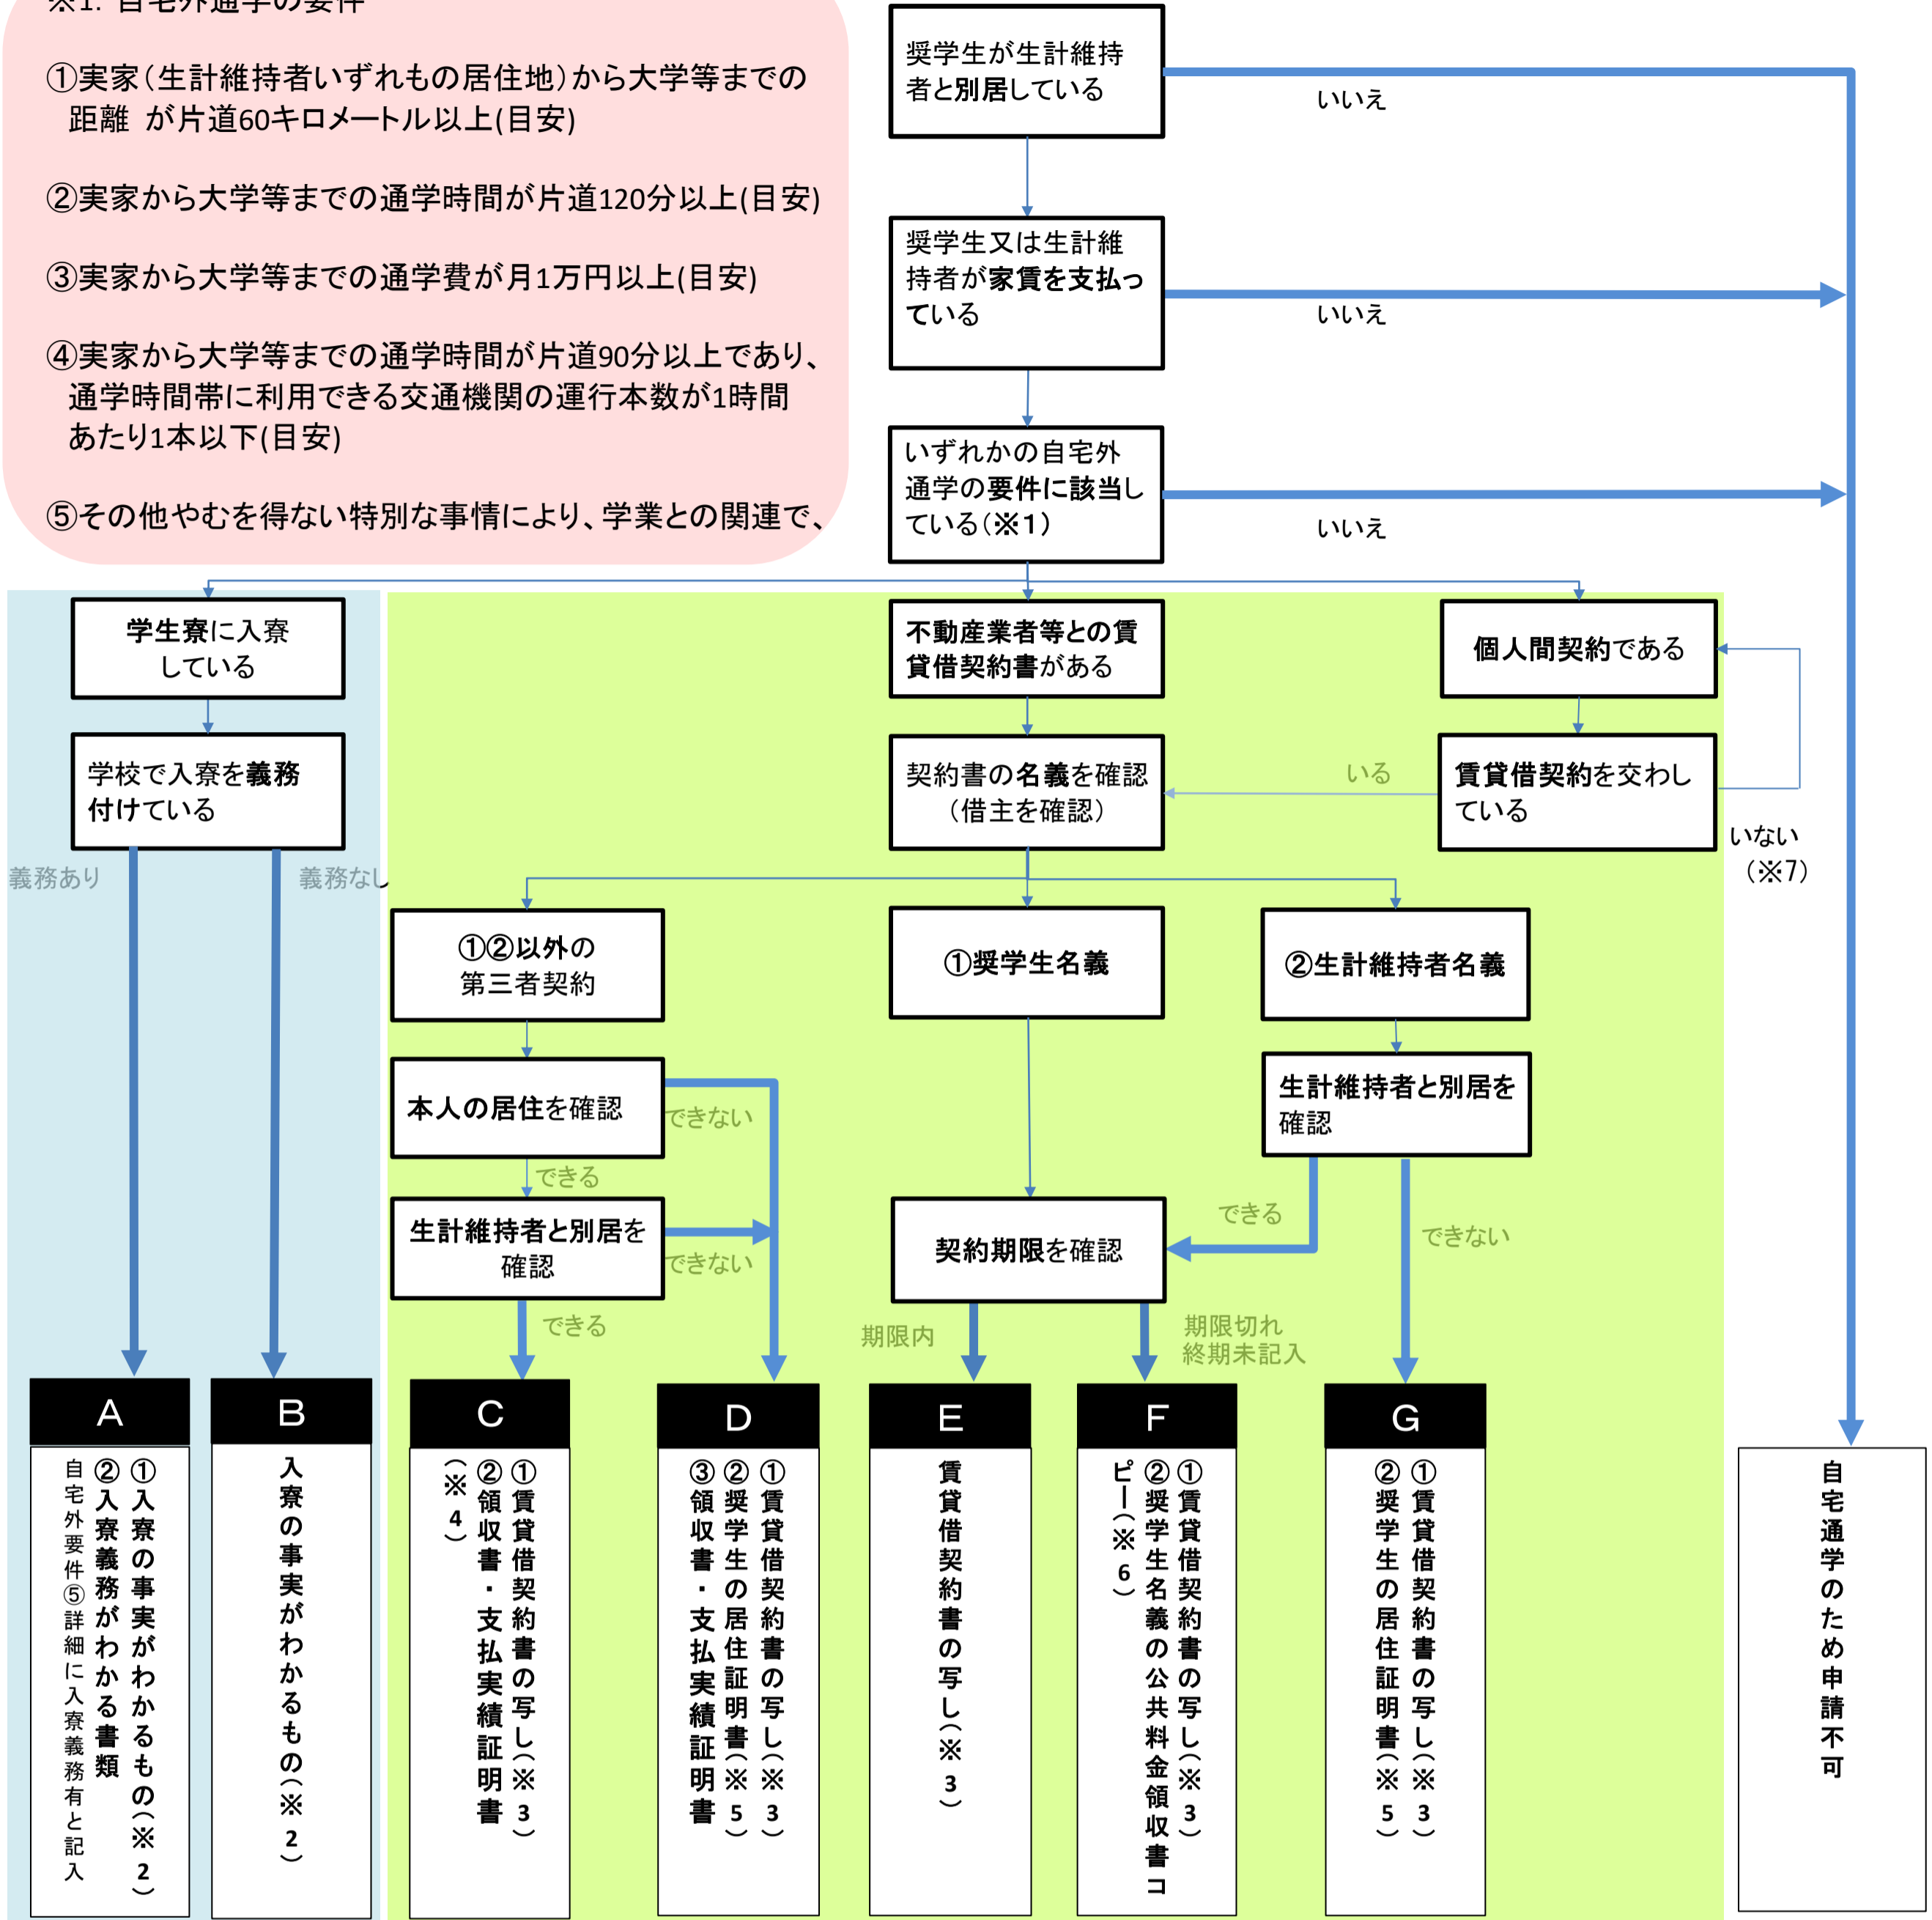 ※1. 自宅外通学の要件
①実家（生計維持者いずれもの居住地）から大学等までの
距離 が片道60キロメートル以上(目安)
②実家から大学等までの通学時間が片道120分以上(目安)
③実家から大学等までの通学費が月1万円以上(目安)
④実家から大学等までの通学時間が片道90分以上であり、
通学時間帯に利用できる交通機関の運行本数が1時間
あたり1本以下(目安)
⑤その他やむを得ない特別な事情により、学業との関連で、
奨学生が生計維持
者と別居している
いいえ
奨学生又は生計維
持者が家賃を支払っ
ている
いいえ
いずれかの自宅外
通学の要件に該当し
ている（※１）
いいえ
学生寮に入寮
している
不動産業者等との賃
貸借契約書がある
個人間契約である
学校で入寮を義務
付けている
契約書の名義を確認
（借主を確認）
いる
賃貸借契約を交わし
ている
いない
（※7）
義務あり
義務なし
①②以外の
第三者契約
①奨学生名義
②生計維持者名義
本人の居住を確認
できない
生計維持者と別居を
確認
できる
生計維持者と別居を
確認
できない
契約期限を確認
できる
できない
できる
期限内
期限切れ
終期未記入
A
B
C
D
E
F
G
①入寮の事実がわかるもの（※2）
②入寮義務がわかる書類
自宅外要件⑤詳細に入寮義務有と記入
入寮の事実がわかるもの（※2）
①賃貸借契約書の写し（※3）
②領収書・支払実績証明書
（※4）
①賃貸借契約書の写し（※3）
②奨学生の居住証明書（※5）
③領収書・支払実績証明書
賃貸借契約書の写し（※3）
①賃貸借契約書の写し（※3）
②奨学生名義の公共料金領収書コ
ピー（※6）
①賃貸借契約書の写し（※3）
②奨学生の居住証明書（※5）
自宅通学のため申請不可